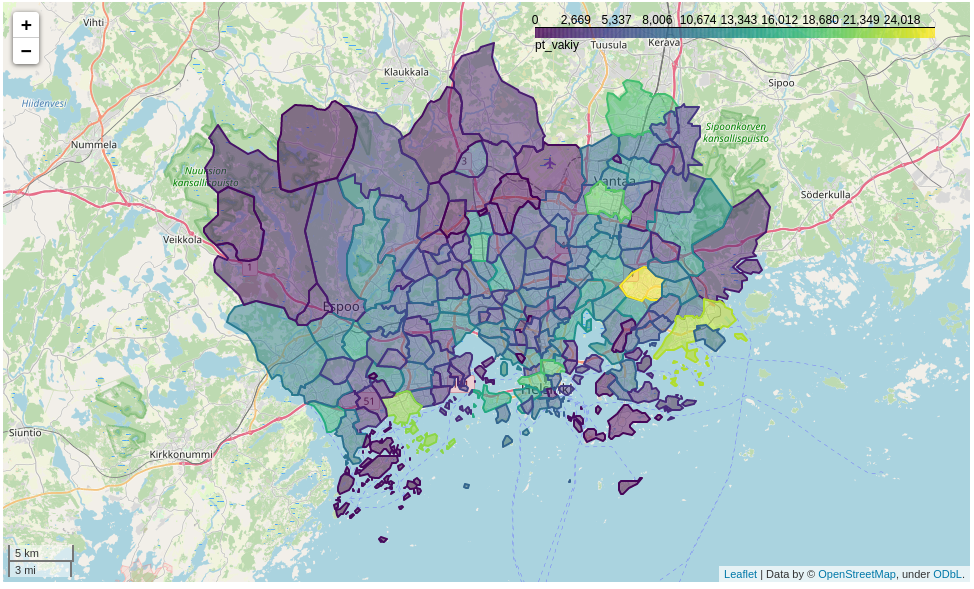 +
−
0 2,669 5,337 8,006 10,674 13,343 16,012 18,680 21,349 24,018
pt_vakiy
Vihti
Tuusula
Kerava
Klaukkala
Sipoo
Hiidenvesi
Sipoonkorven
kansallispuisto
Nummela
3
Nuuksion
kansallispuisto
Vantaa
Söderkulla
Veikkola
1
Espoo
Helsinki
51
Siuntio
Kirkkonummi
5 km
3 mi
Leaflet | Data by © OpenStreetMap, under ODbL.